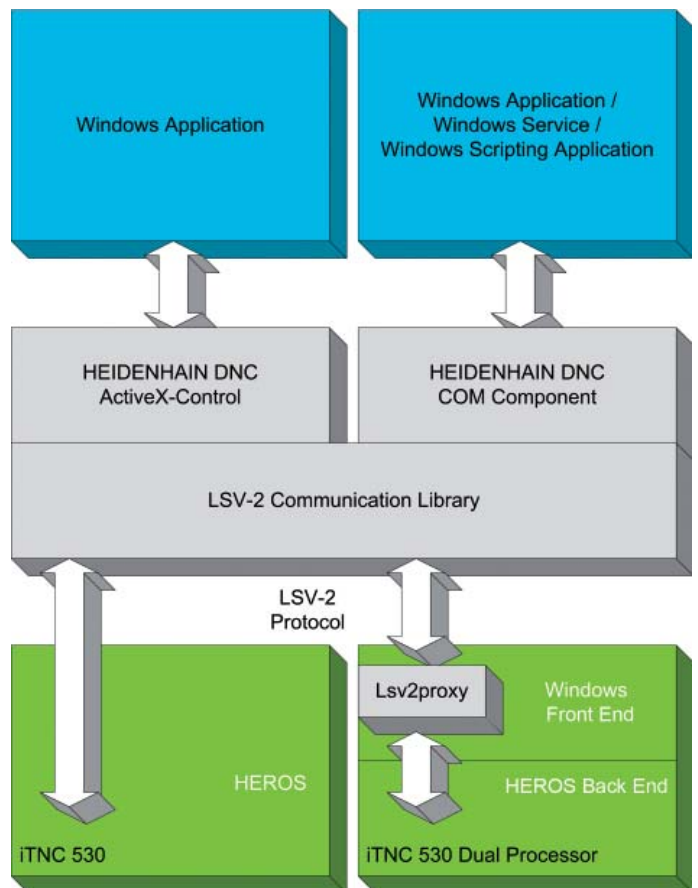 Windows Application
Windows Application /
Windows Service /
Windows Scripting Application
HEIDENHAIN DNC
ActiveX-Control
HEIDENHAIN DNC
COM Component
LSV-2 Communication Library
LSV-2
Protocol
Lsv2proxy
Windows
Front End
HEROS
HEROS Back End
iTNC 530
iTNC 530 Dual Processor